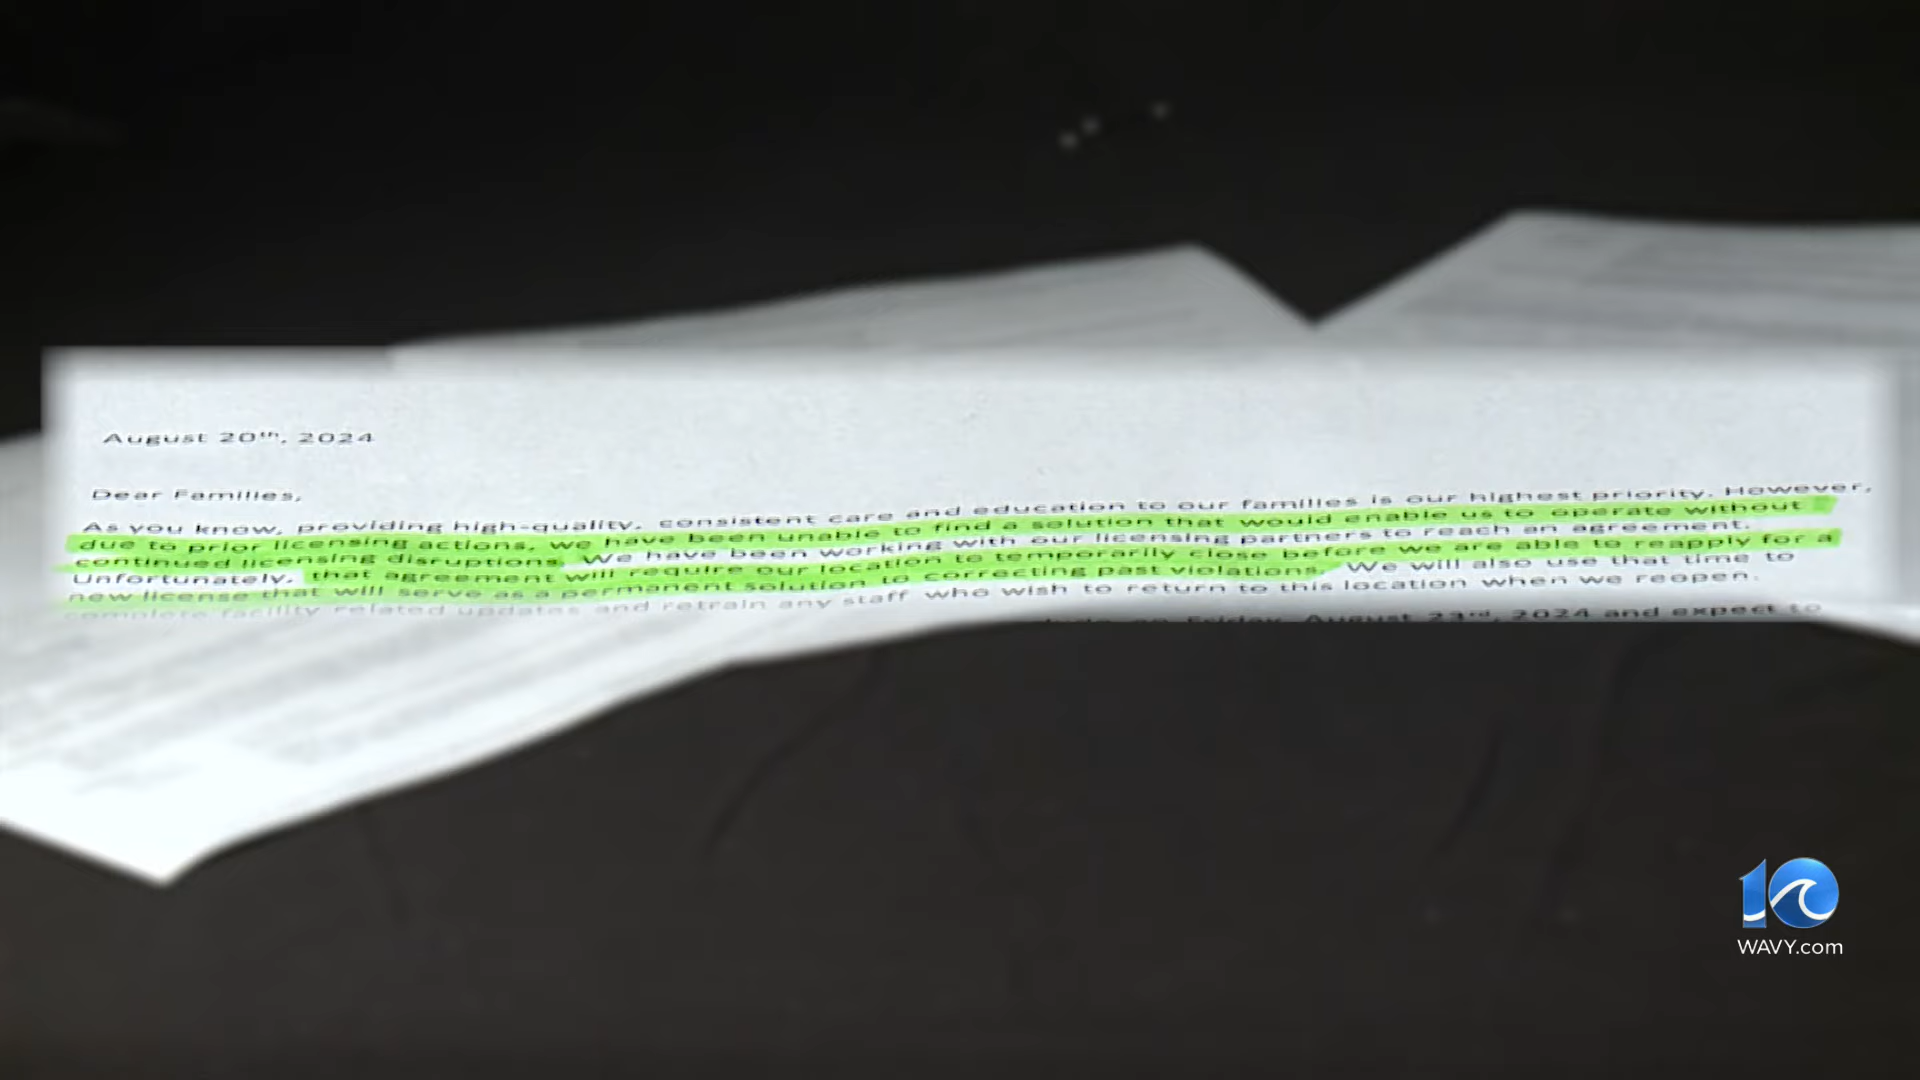 August 20th, 2024
Dear Families,
As you know, providing high-quality, consistent care and education to our families is our highest priority. However,
due to prior licensing actions, we have been unable to find a solution that would enable us to operate without
continued licensing disruptions. We have been working with our licensing partners to reach an agreement.
Unfortunately, that agreement will require our location to temporarily close before we are able to reapply for a
new license that will serve as a permanent solution to correcting past violations. We will also use that time to
complete facility related updates and retrain any staff who wish to return to this location when we reopen.
on Friday, August 23rd, 2024 and expect to
10
WAVY.com